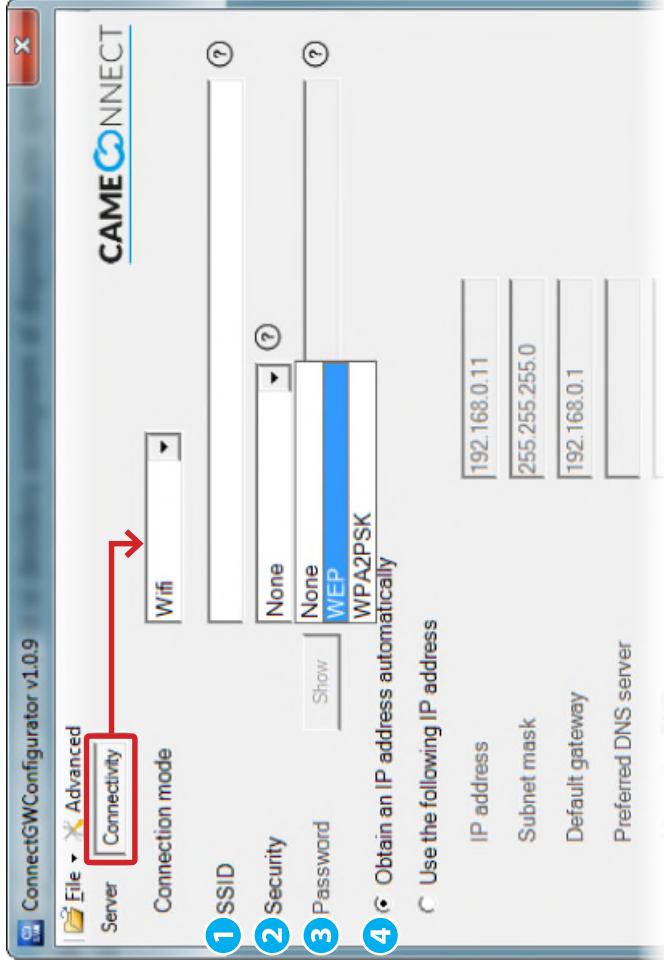 ConnectGWConfigurator v1.0.9
File Advanced
Server Connectivity
CAME CONNECT
Connection mode Wifi
1 SSID ?
2 Security None ?
None
WEP
WPA2PSK
3 Password Show ?
4 Obtain an IP address automatically
Use the following IP address
IP address 192.168.0.11
Subnet mask 255.255.255.0
Default gateway 192.168.0.1
Preferred DNS server